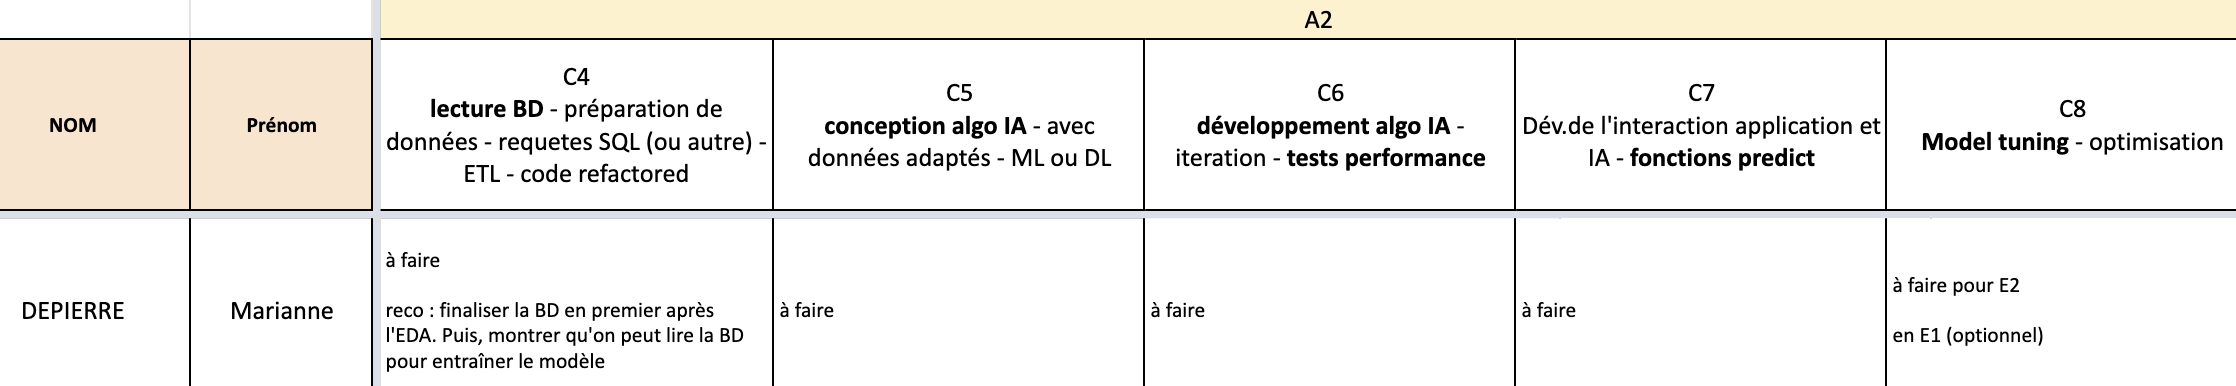 A2
NOM
Prénom
C4
lecture BD - préparation de
données - requetes SQL (ou autre) -
ETL - code refactored
C5
conception algo IA - avec
données adaptés - ML ou DL
C6
développement algo IA -
iteration - tests performance
C7
Dév.de l'interaction application et
IA - fonctions predict
C8
Model tuning - optimisation
DEPIERRE
Marianne
à faire
reco : finaliser la BD en premier après
l'EDA. Puis, montrer qu'on peut lire la BD
pour entraîner le modèle
à faire
à faire
à faire
à faire pour E2
en E1 (optionnel)